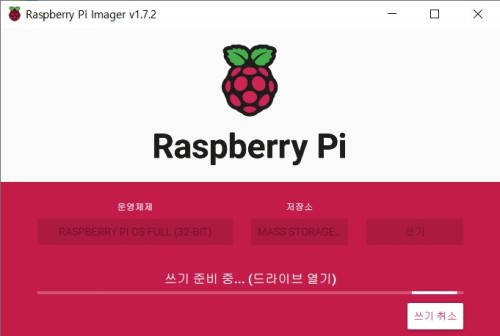 Raspberry Pi Imager v1.7.2
Raspberry Pi
운영체제
저장소
RASPBERRY PI OS FULL (32-BIT)
MASS STORAGE...
쓰기
쓰기 준비 중... (드라이브 열기)
쓰기 취소